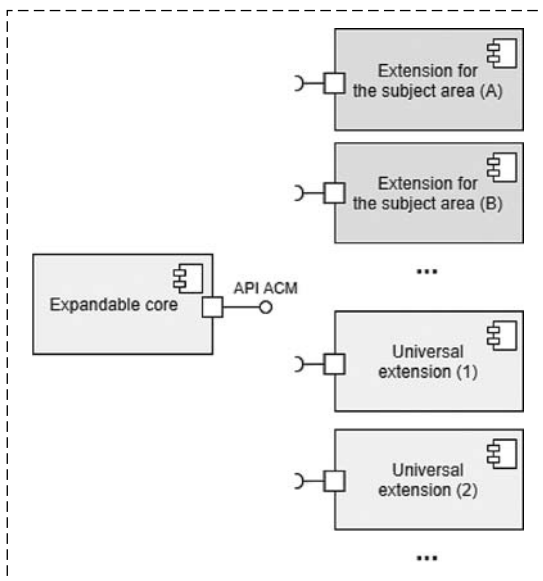 Extension for
the subject area (A)
Extension for
the subject area (B)
...
Expandable core
API ACM
Universal
extension (1)
Universal
extension (2)
...